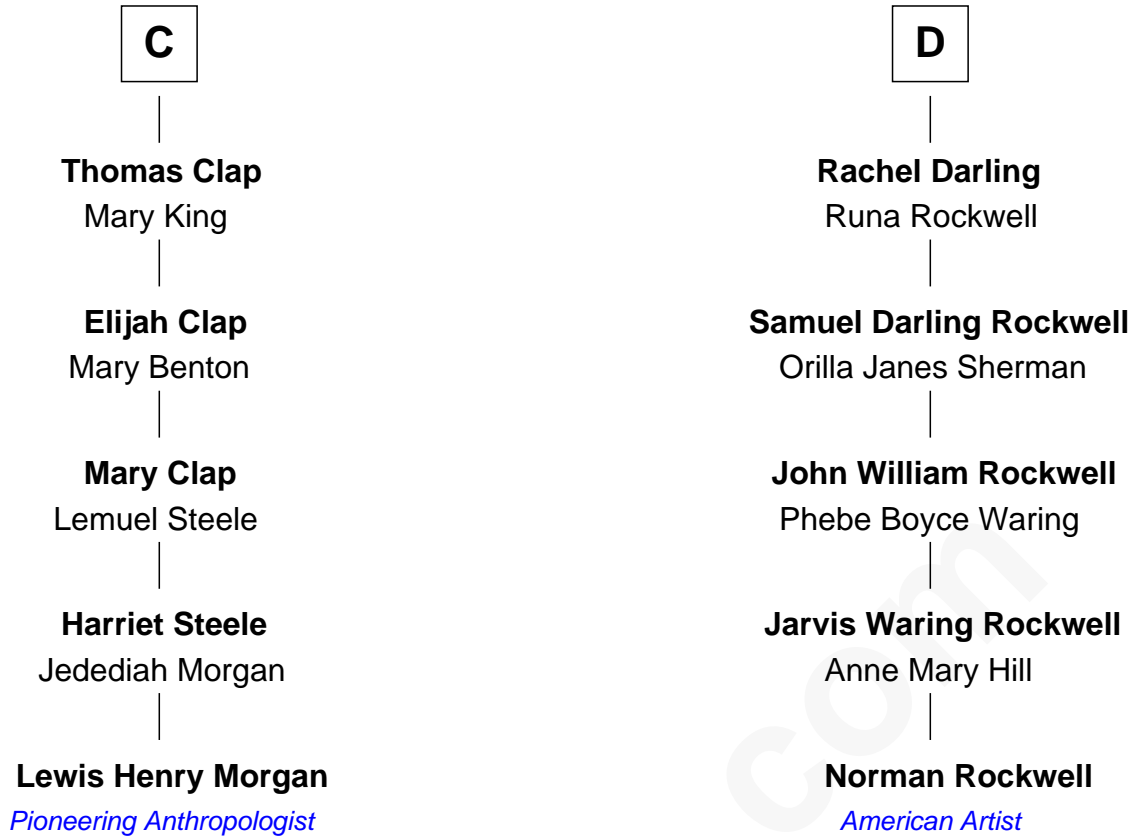 C
Thomas Clap
Mary King
Elijah Clap
Mary Benton
Mary Clap
Lemuel Steele
Harriet Steele
Jedediah Morgan
Lewis Henry Morgan
Pioneering Anthropologist
D
Rachel Darling
Runa Rockwell
Samuel Darling Rockwell
Orilla Janes Sherman
John William Rockwell
Phebe Boyce Waring
Jarvis Waring Rockwell
Anne Mary Hill
Norman Rockwell
American Artist
com